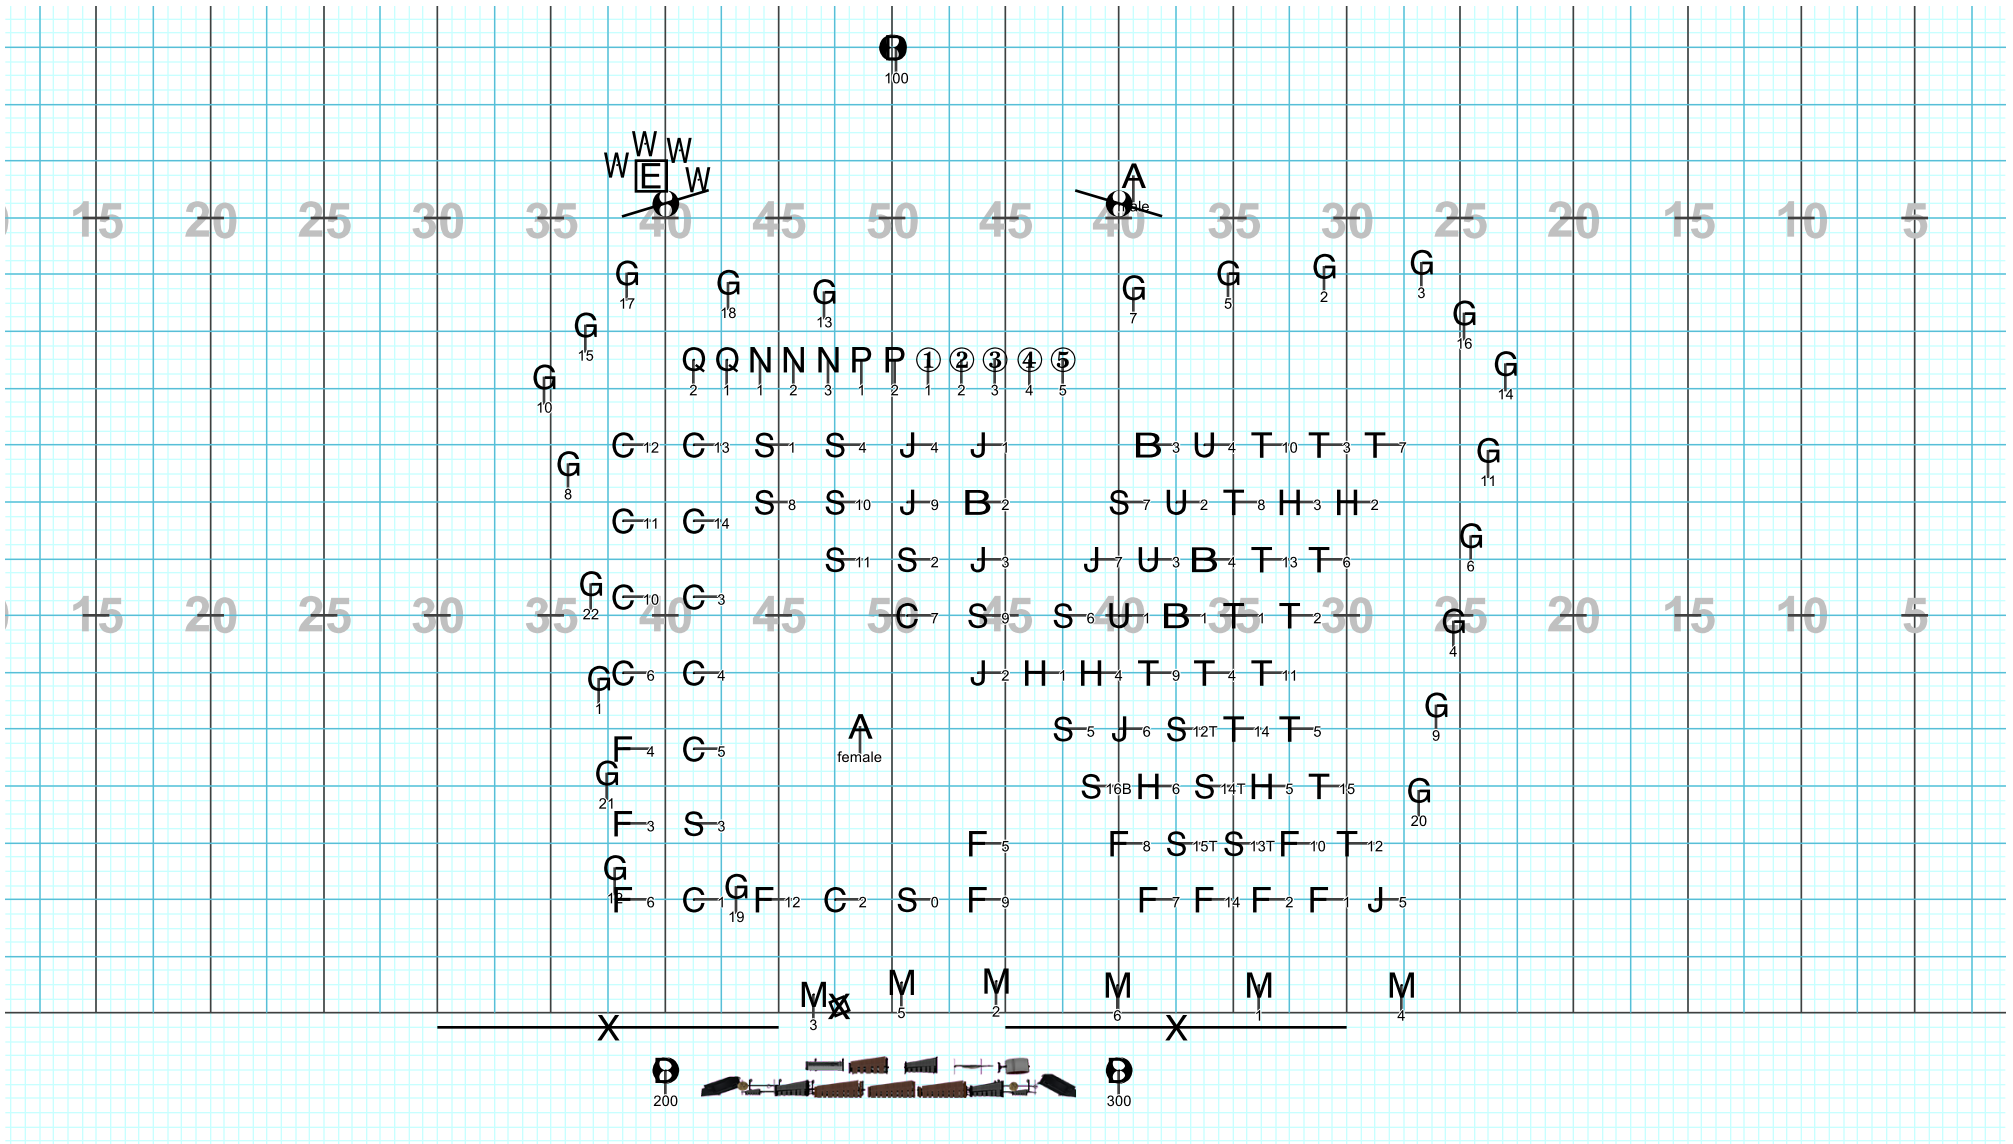 D
100
W W W W
E
A
male
15 20 25 30 35 40 45 50 45 40 35 30 25 20 15 10 5
G G G G G G G
17 18 13 7 5 2 3
G G
15 16
G G
10 14
Q Q N N N P P ① ② ③ ④ ⑤
2 1 1 2 3 1 2 1 2 3 4 5
C 12 C 13 S 1 S 4 J 4 J 1 B 3 U 4 T 10 T 3 T 7
G G
8 11
S 8 S 10 J 9 B 2 S 7 U 2 T 8 H 3 H 2
C 11 C 14
G
6
S 11 S 2 J 3 J 7 U 3 B 4 T 13 T 6
G
22
C 10 C 3
15 20 25 30 35 40 45 50 45 40 35 30 25 20 15 10 5
C 7 S 9 S 6 U 1 B 1 T 1 T 2
G
4
G
1
C 6 C 4 J 2 H 1 H 4 T 9 T 4 T 11
G
9
A
female
S 5 J 6 S 12T T 14 T 5
F 4 C 5
G
21
S 16B H 6 S 14T H 5 T 15
G
20
F 3 S 3
F 5 F 8 S 15T S 13T F 10 T 12
G
12
G
19
F 6 C 1 F 12 C 2 S 0 F 9 F 7 F 14 F 2 F 1 J 5
M X M M M M M
3 5 2 6 1 4
X X
D D
200 300